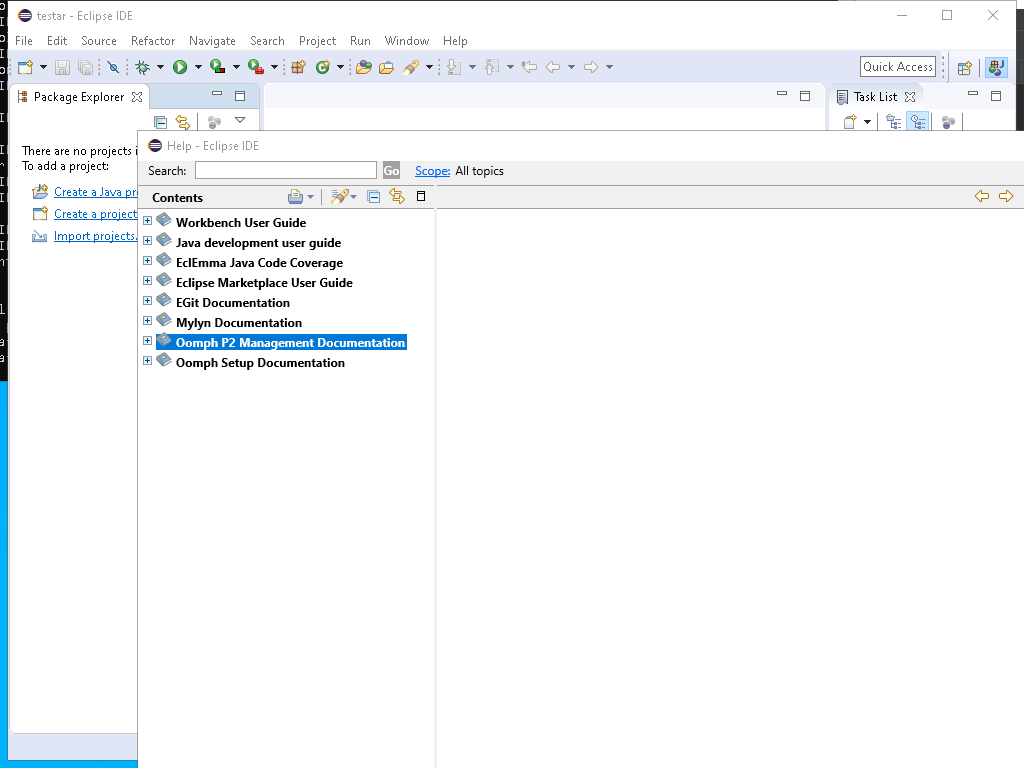 testar - Eclipse IDE
File Edit Source Refactor Navigate Search Project Run Window Help
Quick Access
Package Explorer
Task List
There are no projects i
To add a project:
Create a Java pr
Create a project
Import projects.
Help - Eclipse IDE
Search: Go Scope: All topics
Contents
Workbench User Guide
Java development user guide
EclEmma Java Code Coverage
Eclipse Marketplace User Guide
EGit Documentation
Mylyn Documentation
Oomph P2 Management Documentation
Oomph Setup Documentation